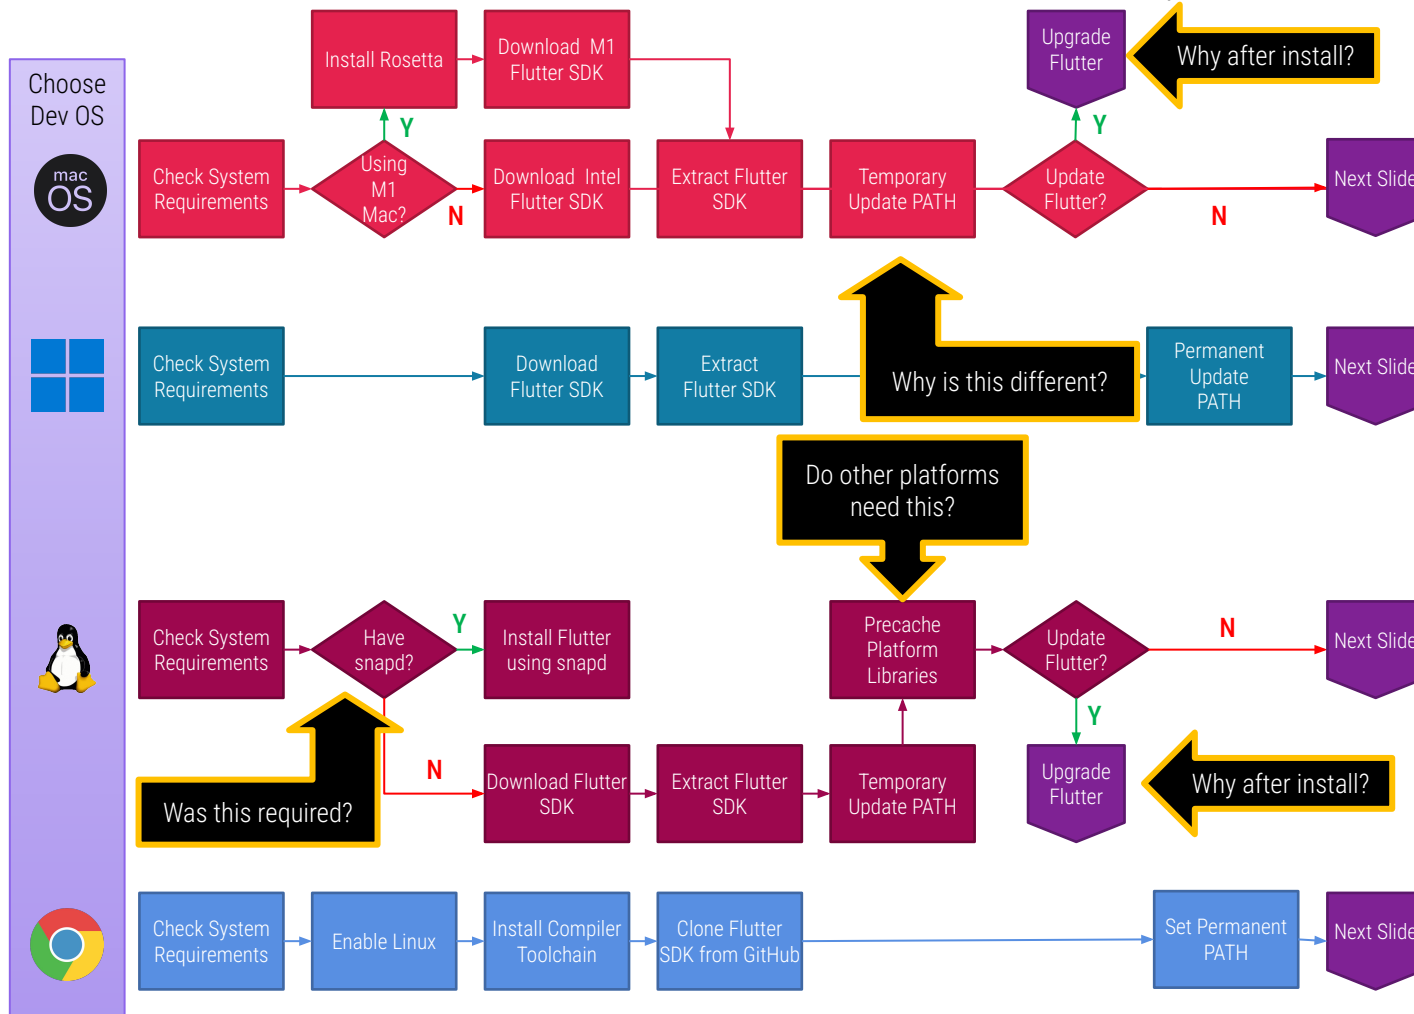 Choose
Dev OS
mac
OS
Install Rosetta
Download M1
Flutter SDK
Upgrade
Flutter
Why after install?
Y
Y
Check System
Requirements
Using
M1
Mac?
N
Download Intel
Flutter SDK
Extract Flutter
SDK
Temporary
Update PATH
Update
Flutter?
N
Next Slide
Check System
Requirements
Download
Flutter SDK
Extract
Flutter SDK
Why is this different?
Permanent
Update
PATH
Next Slide
Do other platforms
need this?
Check System
Requirements
Have
snapd?
Y
Install Flutter
using snapd
Precache
Platform
Libraries
Update
Flutter?
N
Next Slide
Y
Was this required?
N
Download Flutter
SDK
Extract Flutter
SDK
Temporary
Update PATH
Upgrade
Flutter
Why after install?
Check System
Requirements
Enable Linux
Install Compiler
Toolchain
Clone Flutter
SDK from GitHub
Set Permanent
PATH
Next Slide